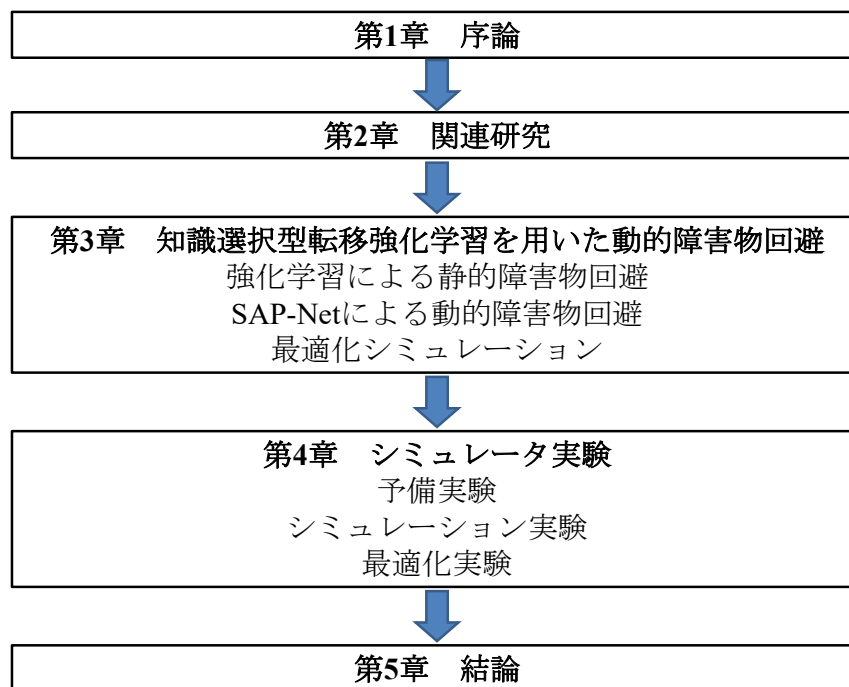 第1章　序論
第2章　関連研究
第3章　知識選択型転移強化学習を用いた動的障害物回避
強化学習による静的障害物回避
SAP-Netによる動的障害物回避
最適化シミュレーション
第4章　シミュレータ実験
予備実験
シミュレーション実験
最適化実験
第5章　結論